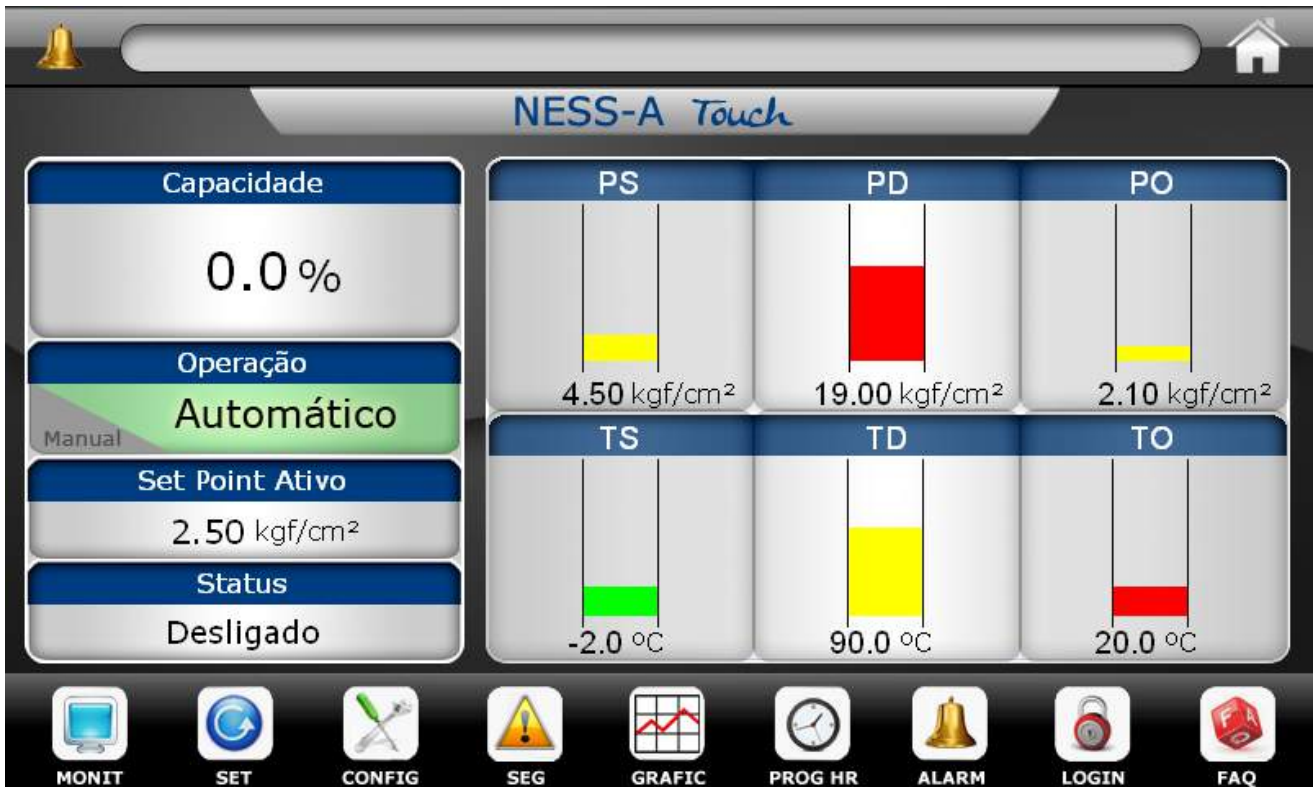 NESS-A Touch
Capacidade
0.0 %
Operação
Automático
Manual
Set Point Ativo
2.50 kgf/cm²
Status
Desligado
PS PD PO
4.50 kgf/cm² 19.00 kgf/cm² 2.10 kgf/cm²
TS TD TO
-2.0 ºC 90.0 ºC 20.0 ºC
MONIT SET CONFIG SEG GRAFIC PROG HR ALARM LOGIN FAQ